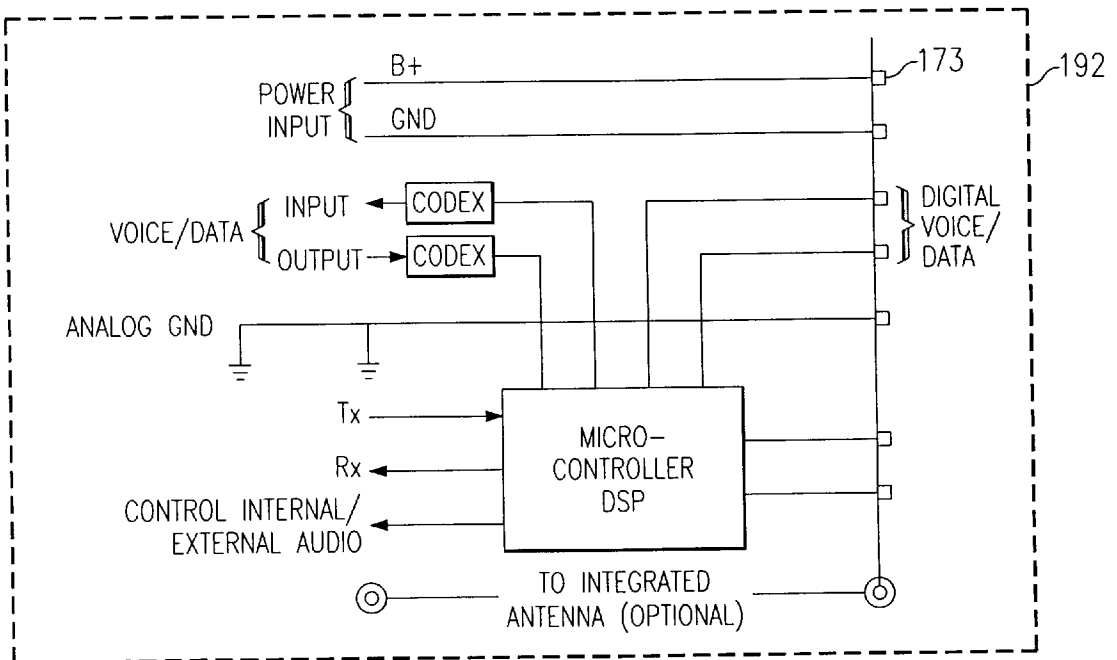 B+
173
192
POWER
INPUT
GND
VOICE/DATA
INPUT
CODEX
OUTPUT
CODEX
DIGITAL
VOICE/
DATA
ANALOG GND
Tx
Rx
CONTROL INTERNAL/
EXTERNAL AUDIO
MICRO-
CONTROLLER
DSP
TO INTEGRATED
ANTENNA (OPTIONAL)